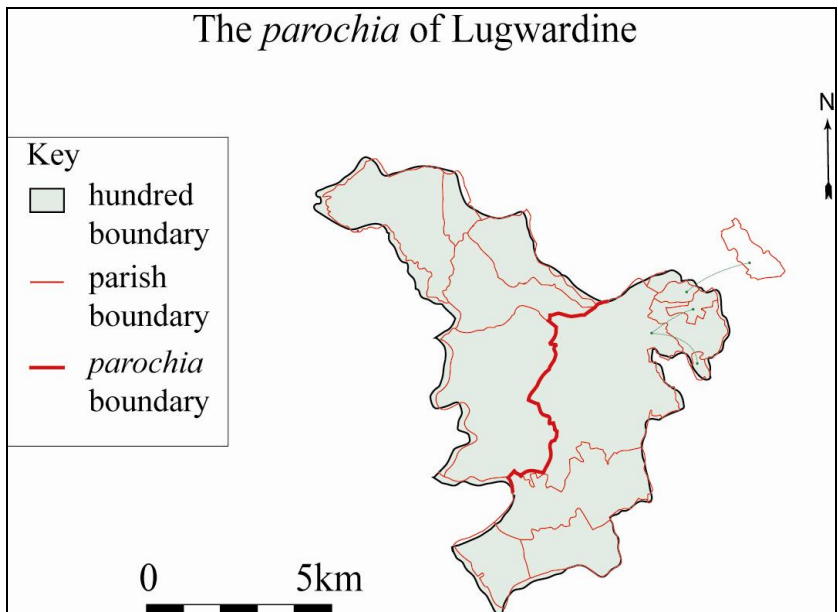 The parochia of Lugwardine
N
Key
hundred
boundary
parish
boundary
parochia
boundary
0 5km